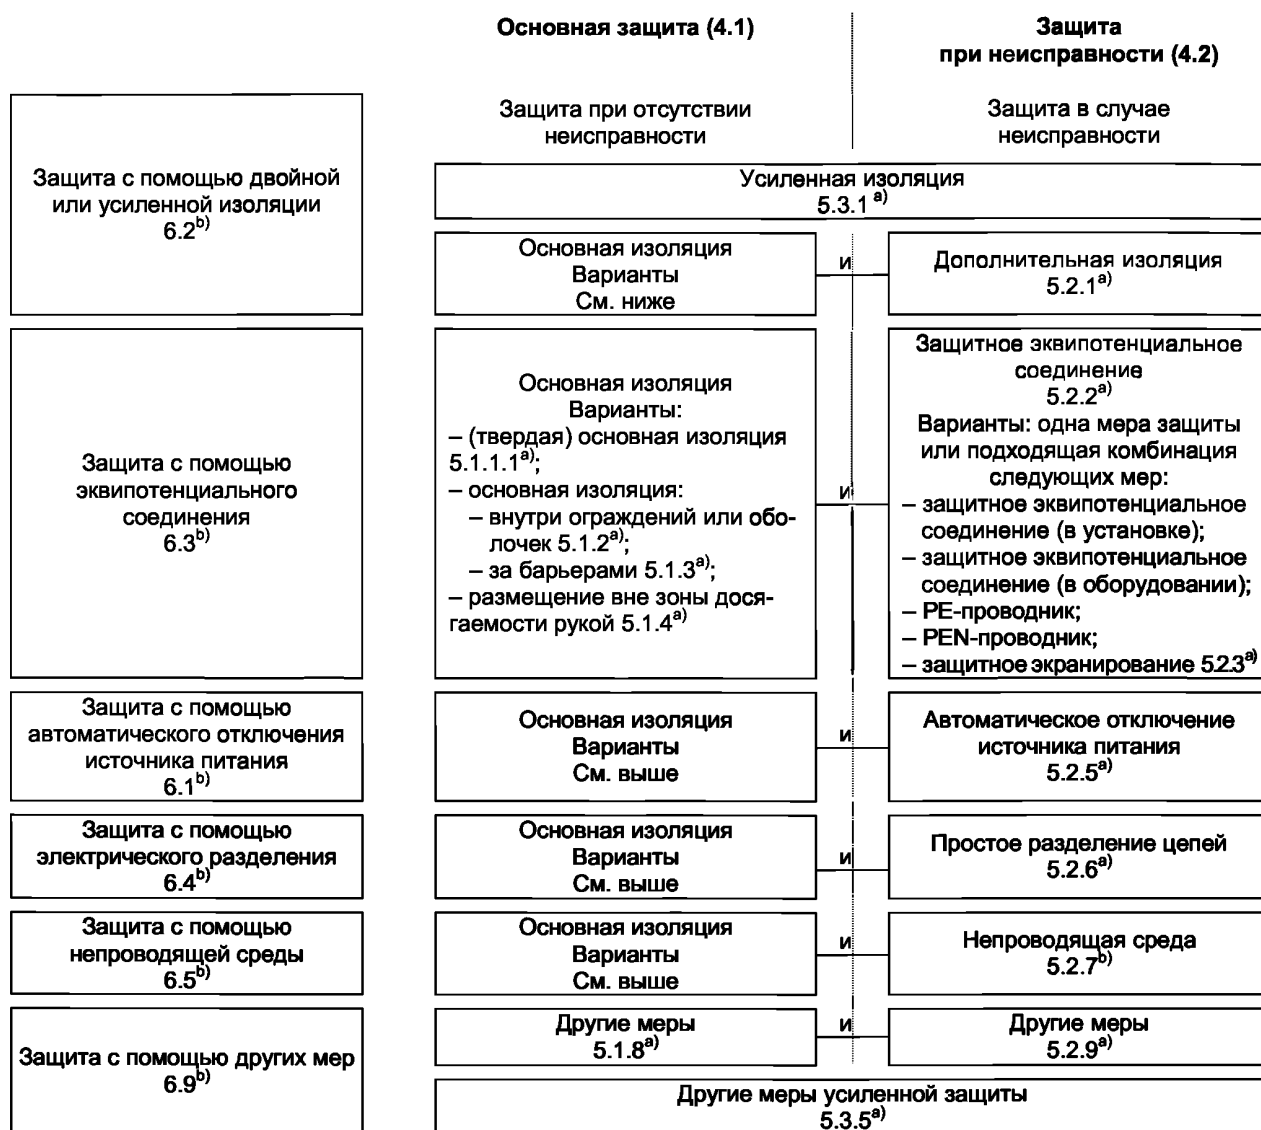 Основная защита (4.1)
Защита
при неисправности (4.2)
Защита при отсутствии
неисправности
Защита в случае
неисправности
Защита с помощью двойной
или усиленной изоляции
6.2b)
Усиленная изоляция
5.3.1 a)
Основная изоляция
Варианты
См. ниже
и
Дополнительная изоляция
5.2.1a)
Защита с помощью
эквипотенциального
соединения
6.3b)
Основная изоляция
Варианты:
– (твердая) основная изоляция
5.1.1.1a);
– основная изоляция:
– внутри ограждений или обо-
лочек 5.1.2a);
– за барьерами 5.1.3a);
– размещение вне зоны дося-
гаемости рукой 5.1.4a)
и
Защитное эквипотенциальное
соединение
5.2.2a)
Варианты: одна мера защиты
или подходящая комбинация
следующих мер:
– защитное эквипотенциальное
соединение (в установке);
– защитное эквипотенциальное
соединение (в оборудовании);
– PE-проводник;
– PEN-проводник;
– защитное экранирование 5.2.3a)
Защита с помощью
автоматического отключения
источника питания
6.1b)
Основная изоляция
Варианты
См. выше
и
Автоматическое отключение
источника питания
5.2.5a)
Защита с помощью
электрического разделения
6.4b)
Основная изоляция
Варианты
См. выше
и
Простое разделение цепей
5.2.6a)
Защита с помощью
непроводящей среды
6.5b)
Основная изоляция
Варианты
См. выше
и
Непроводящая среда
5.2.7b)
Защита с помощью других мер
6.9b)
Другие меры
5.1.8a)
и
Другие меры
5.2.9a)
Другие меры усиленной защиты
5.3.5a)